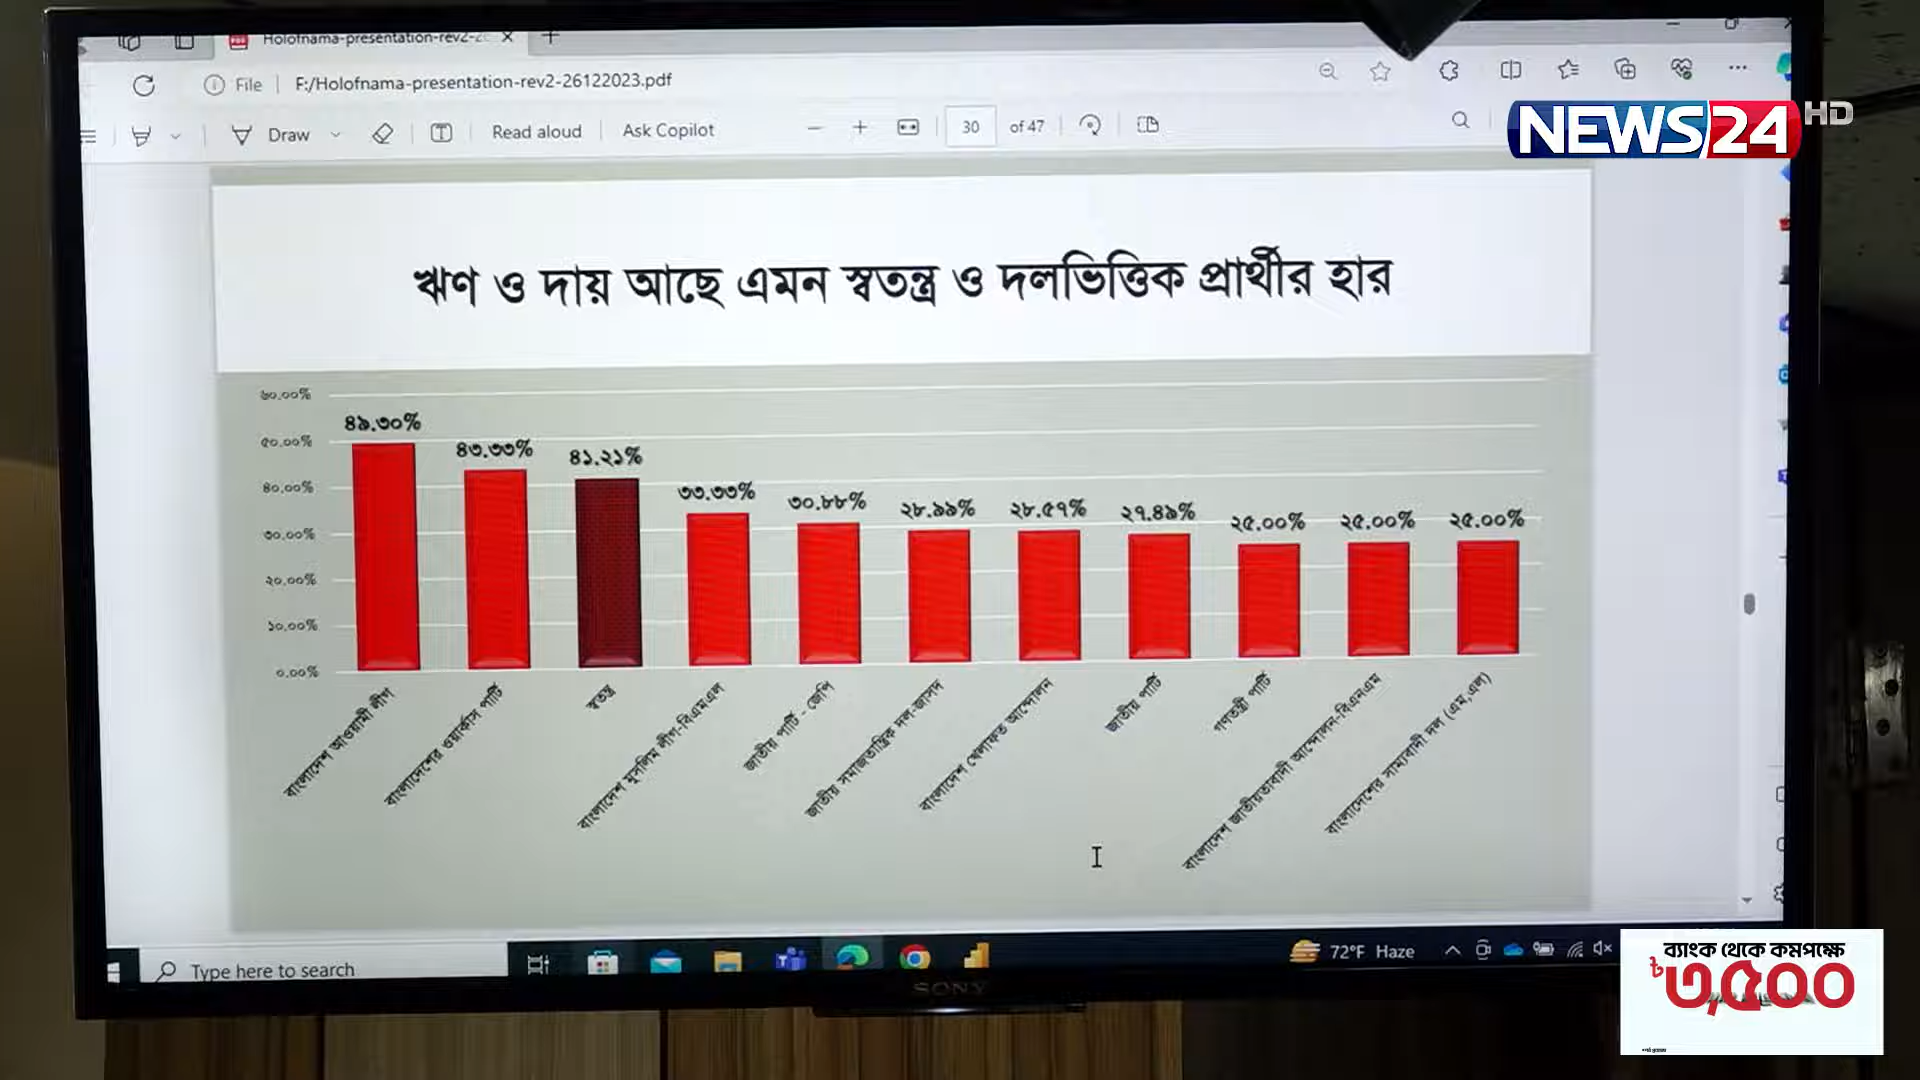 Holofnama-presentation-rev2-2
File
F:/Holofnama-presentation-rev2-26122023.pdf
Draw
Read aloud
Ask Copilot
30
of 47
NEWS24 HD
ঋণ ও দায় আছে এমন স্বতন্ত্র ও দলভিত্তিক প্রার্থীর হার
৬০.০০%
৫০.০০%
৪০.০০%
৩০.০০%
২০.০০%
১০.০০%
০.০০%
৪৯.৩০%
৪৩.৩৩%
৪১.২১%
৩৩.৩৩%
৩০.৮৮%
২৮.৯৯%
২৮.৫৭%
২৭.৪৯%
২৫.০০%
২৫.০০%
২৫.০০%
বাংলাদেশ আওয়ামী লীগ
বাংলাদেশের ওয়ার্কাস পার্টি
স্বতন্ত্র
বাংলাদেশ মুসলিম লীগ-বিএমএল
জাতীয় পার্টি - জেপি
জাতীয় সমাজতান্ত্রিক দল-জাসদ
বাংলাদেশ খেলাফত আন্দোলন
জাতীয় পার্টি
গণতন্ত্রী পার্টি
বাংলাদেশ জাতীয়তাবাদী আন্দোলন-বিএনএম
বাংলাদেশের সাম্যবাদী দল (এম.এল)
Type here to search
72°F Haze
SONY
ব্যাংক থেকে কমপক্ষে
৳৩,৫০০